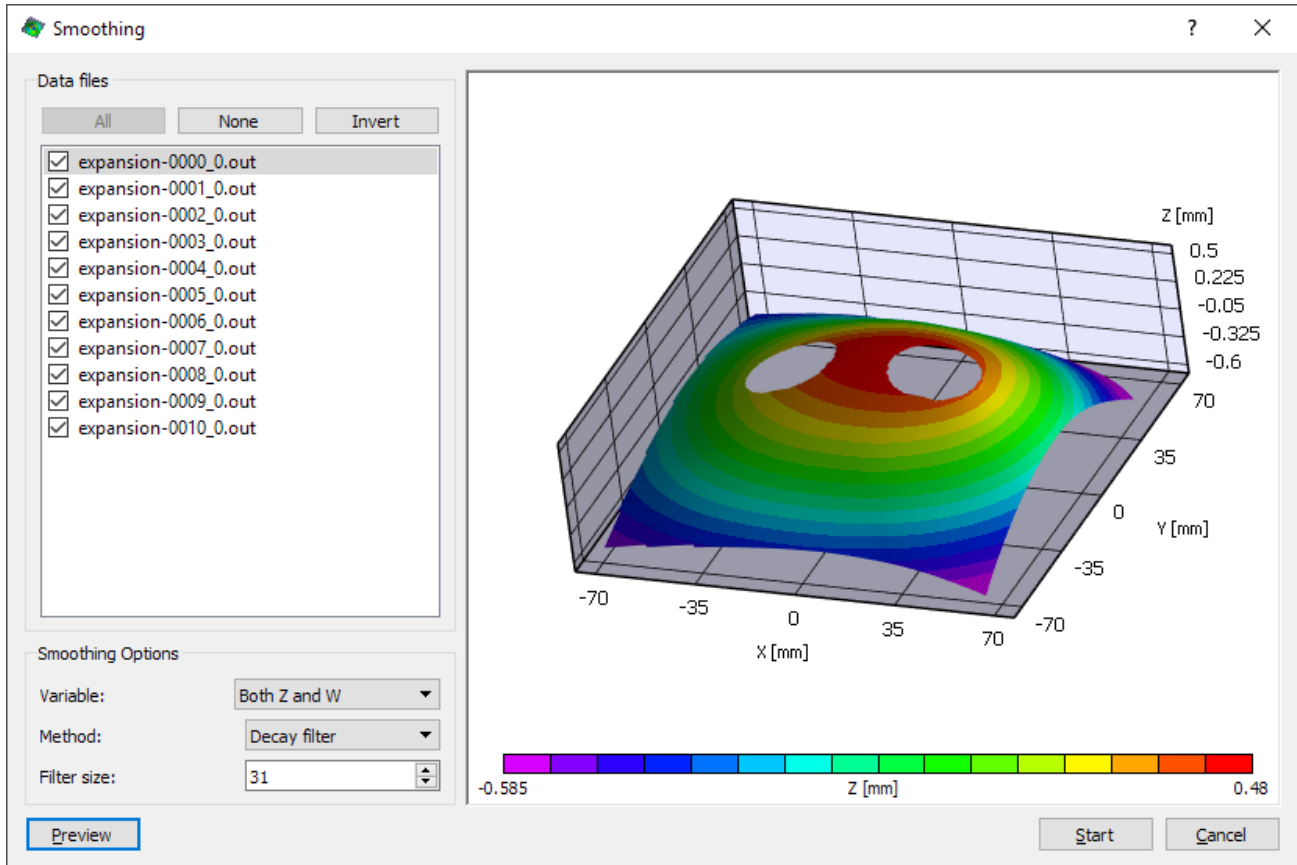 Smoothing
?
Data files
All None Invert
expansion-0000_0.out
expansion-0001_0.out
expansion-0002_0.out
expansion-0003_0.out
expansion-0004_0.out
expansion-0005_0.out
expansion-0006_0.out
expansion-0007_0.out
expansion-0008_0.out
expansion-0009_0.out
expansion-0010_0.out
Smoothing Options
Variable: Both Z and W
Method: Decay filter
Filter size: 31
Preview
Z [mm]
0.5
0.225
-0.05
-0.325
-0.6
70
35
0
Y [mm]
-35
-70
-70
-35
0
35
70
X [mm]
-0.585 Z [mm] 0.48
Start Cancel